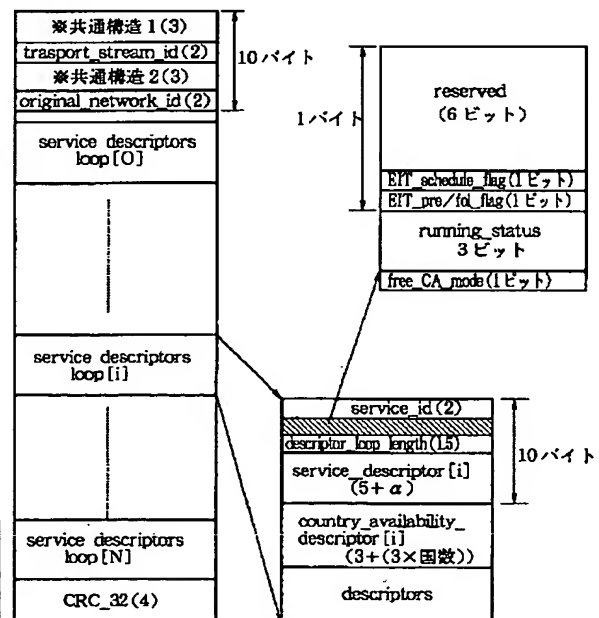 ※共通構造1(3)
trasport_stream_id(2)
※共通構造2(3)
original_network_id(2)
10バイト
service descriptors
loop[0]
service descriptors
loop[i]
service descriptors
loop[N]
CRC_32(4)
1バイト
reserved
(6ビット)
EIT_schedule_flag(1ビット)
EIT_pre/fol_flag(1ビット)
running_status
3ビット
free_CA_mode(1ビット)
service_id(2)
descriptor_loop length(1.5)
service_descriptor[i]
(5+α)
10バイト
country_availability_
descriptor[i]
(3+(3×国数))
descriptors